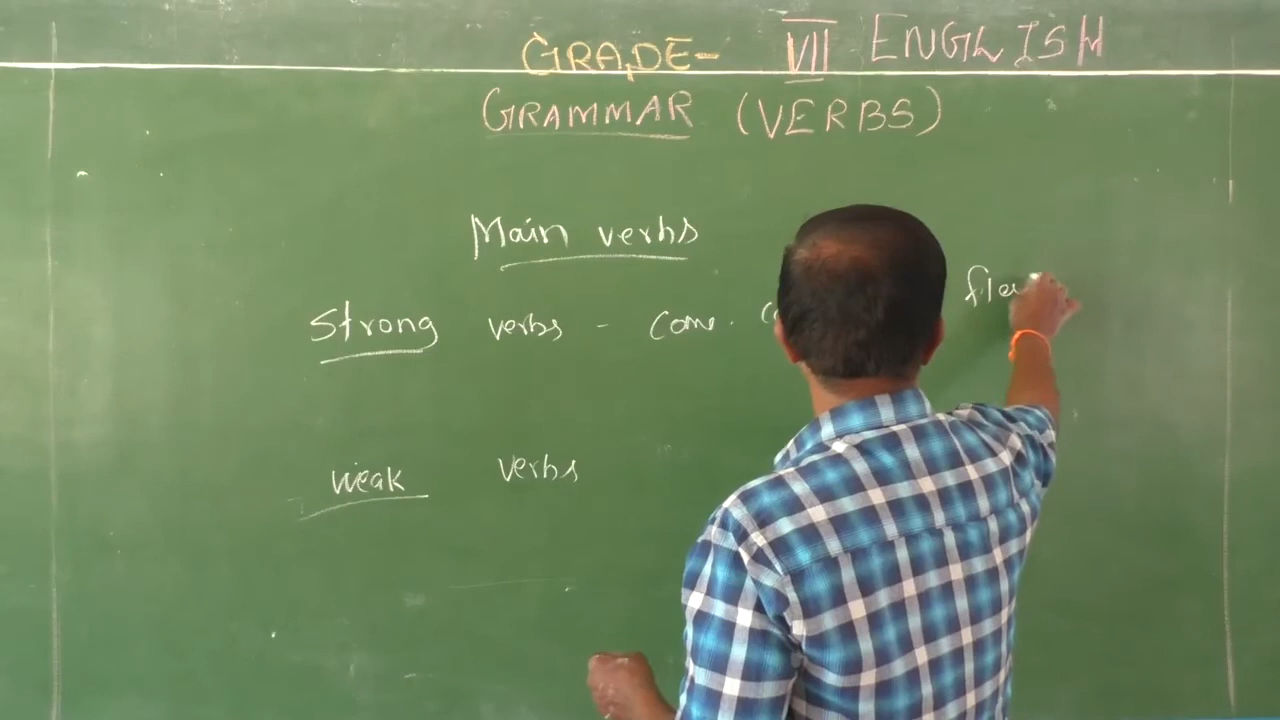 GRADE- VII ENGLISH
GRAMMAR (VERBS)
Main verbs
Strong verbs - Come.
weak verbs